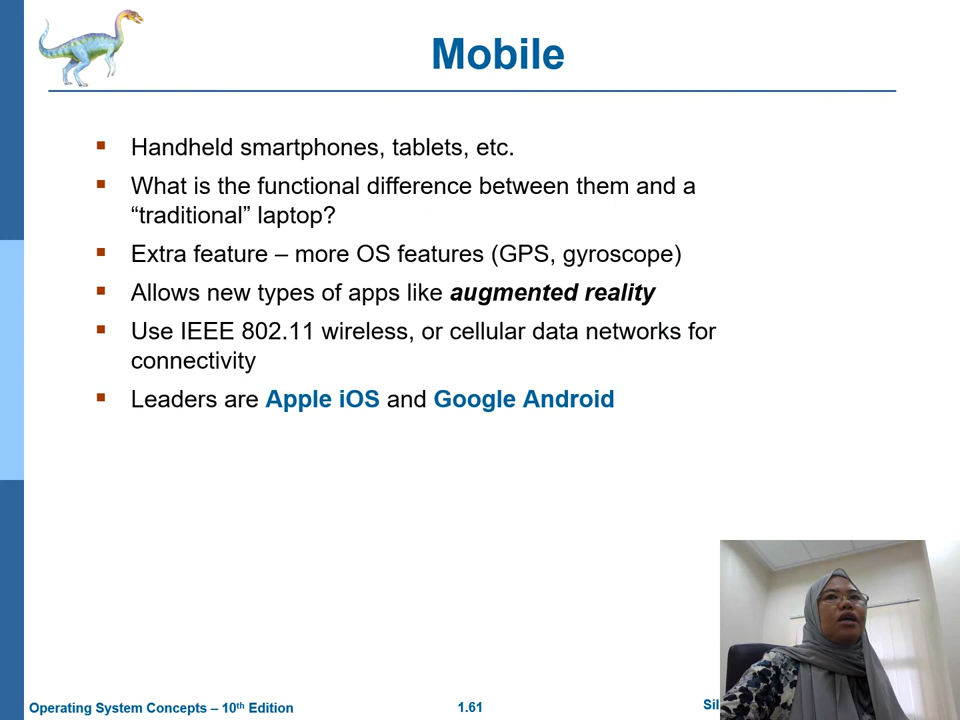 Mobile
Handheld smartphones, tablets, etc.
What is the functional difference between them and a
“traditional” laptop?
Extra feature – more OS features (GPS, gyroscope)
Allows new types of apps like augmented reality
Use IEEE 802.11 wireless, or cellular data networks for
connectivity
Leaders are Apple iOS and Google Android
Operating System Concepts – 10th Edition
1.61
Sil